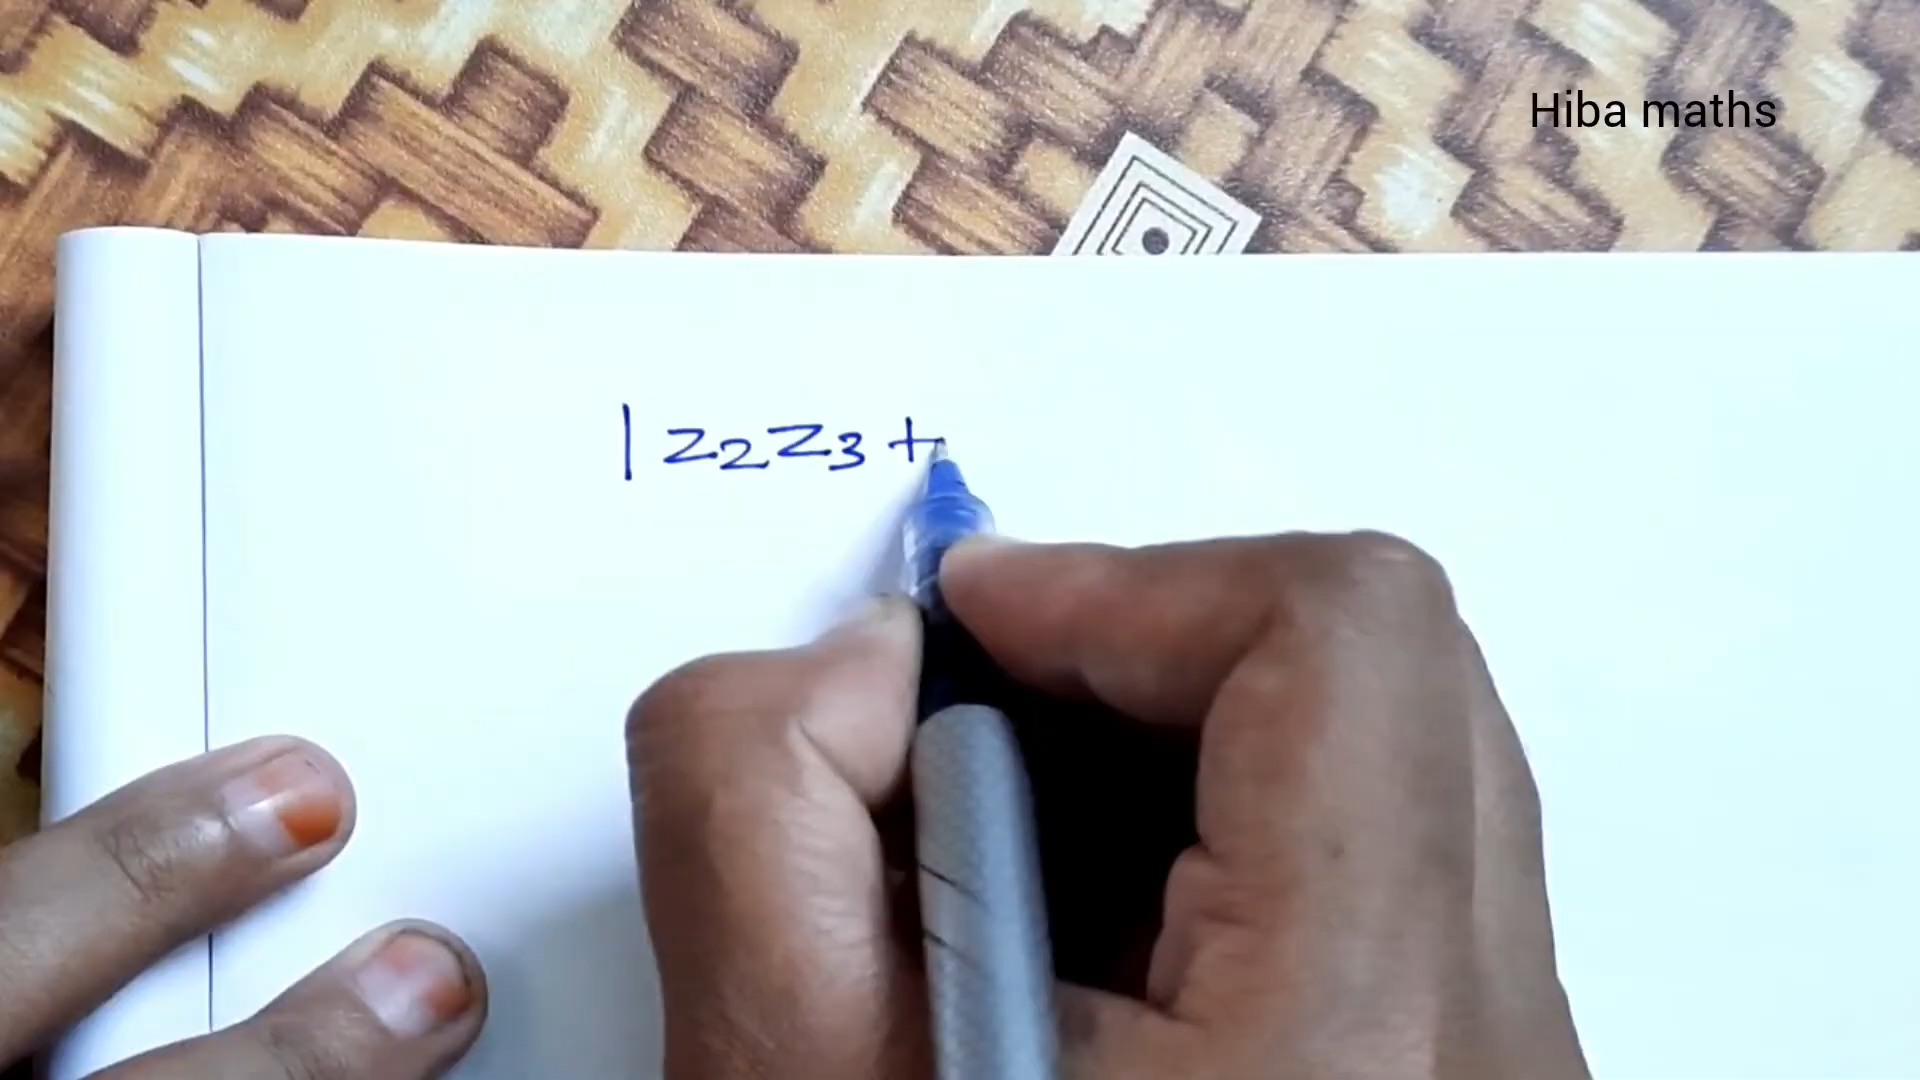 Hiba maths
| z₂z₃ +